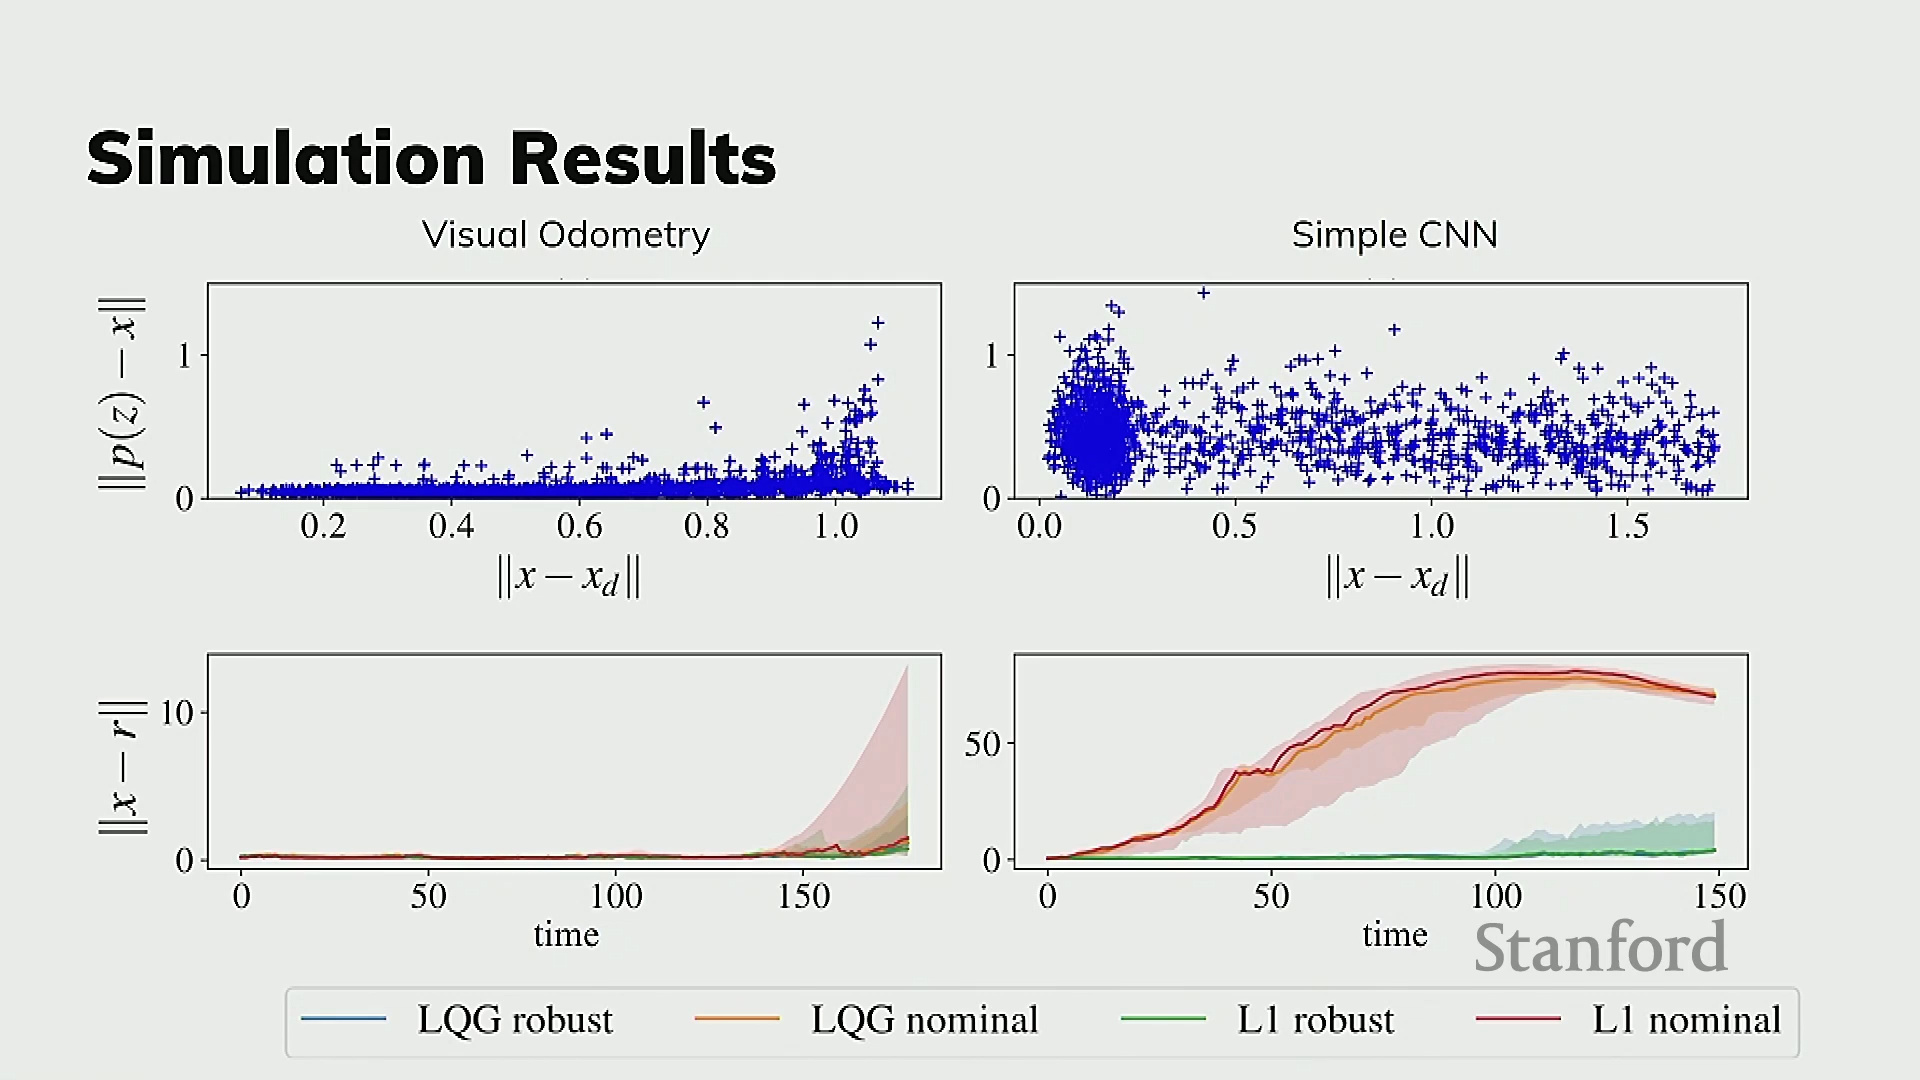 Simulation Results
Visual Odometry
Simple CNN
‖p(z) − x‖
1
0
0.2 0.4 0.6 0.8 1.0
‖x − x_d‖
1
0
0.0 0.5 1.0 1.5
‖x − x_d‖
‖x − r‖
10
0
0 50 100 150
time
50
0
0 50 100 150
time
Stanford
LQG robust LQG nominal L1 robust L1 nominal